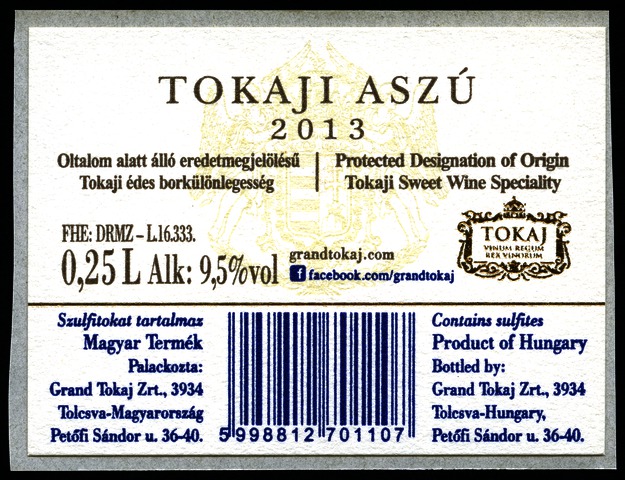 TOKAJI ASZÚ
2013
Oltalom alatt álló eredetmegjelölésű
Tokaji édes borkülönlegesség
Protected Designation of Origin
Tokaji Sweet Wine Speciality
FHE: DRMZ – L.16.333.
0,25 L Alk: 9,5%vol
grandtokaj.com
facebook.com/grandtokaj
TOKAJ
VINUM REGUM
REX VINORUM
Szulfitokat tartalmaz
Magyar Termék
Palackozta:
Grand Tokaj Zrt., 3934
Tolcsva-Magyarország
Petőfi Sándor u. 36-40.
5 998812 701107
Contains sulfites
Product of Hungary
Bottled by:
Grand Tokaj Zrt., 3934
Tolcsva-Hungary,
Petőfi Sándor u. 36-40.